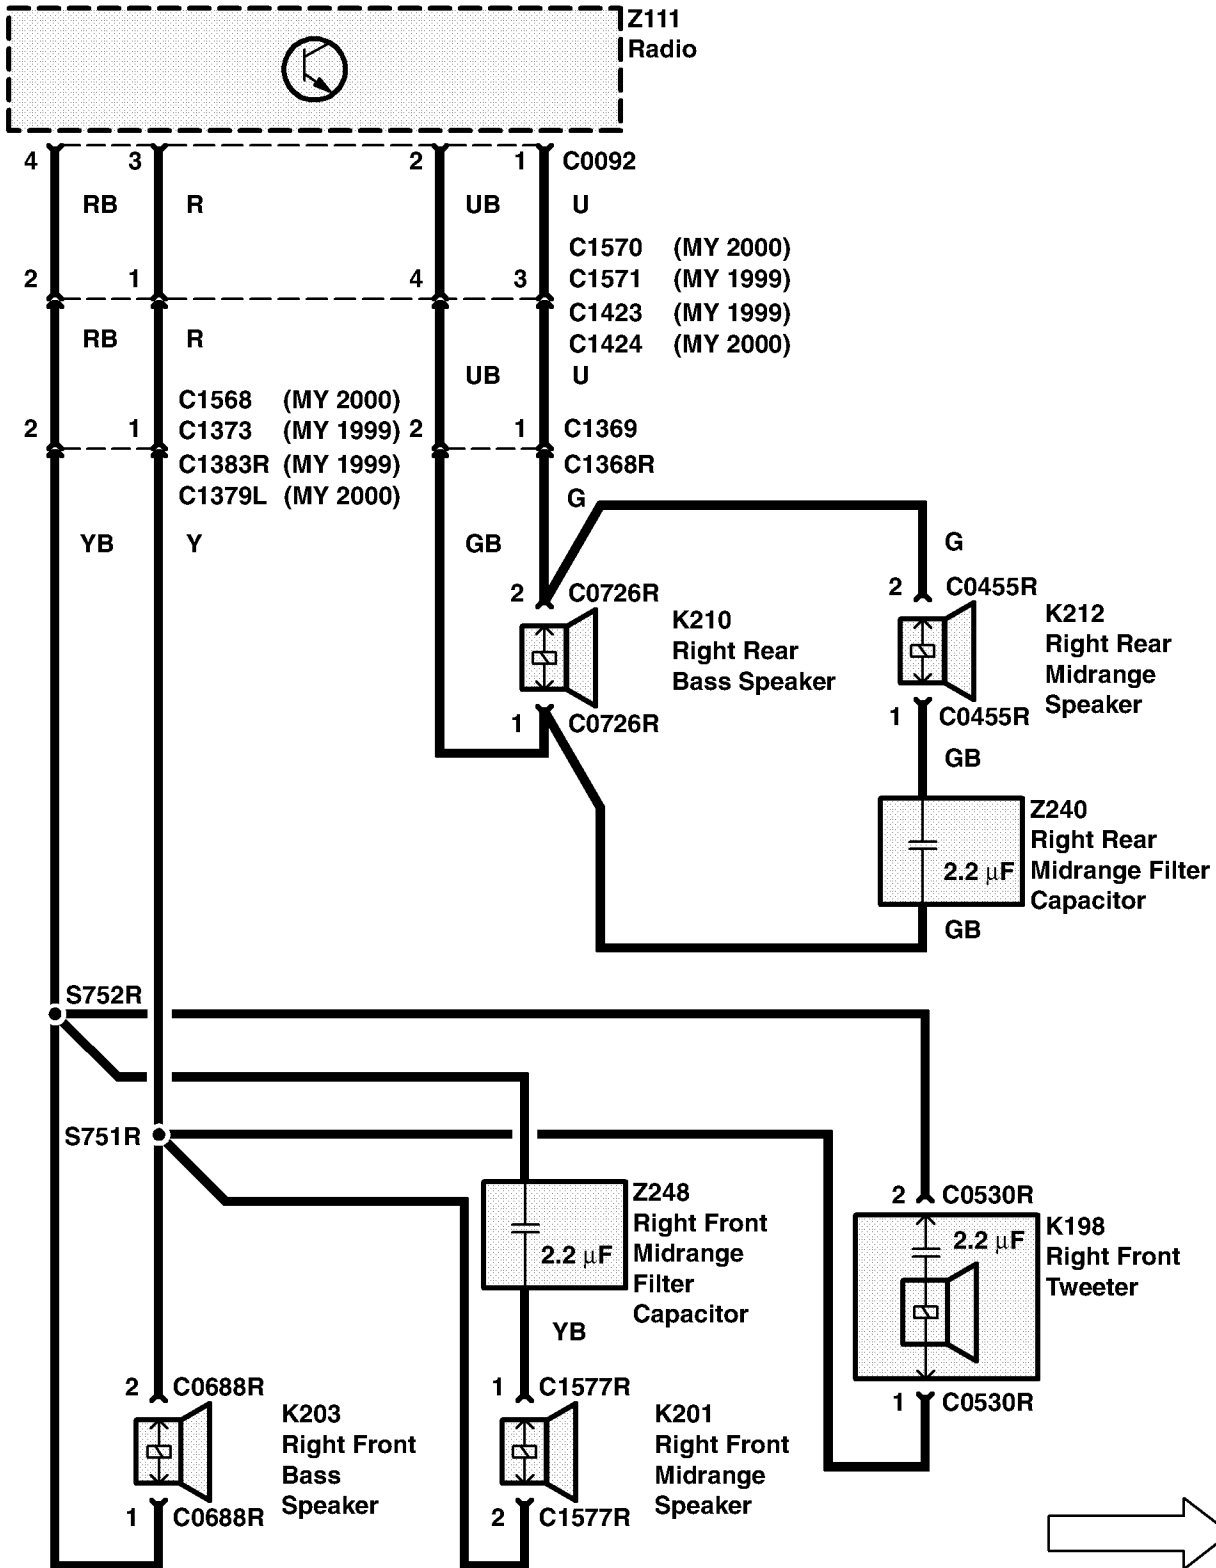 Z111
Radio
4 3 2 1 C0092
RB R UB U
C1570 (MY 2000)
2 1 4 3 C1571 (MY 1999)
C1423 (MY 1999)
RB R C1424 (MY 2000)
UB U
C1568 (MY 2000)
2 1 C1373 (MY 1999) 2 1 C1369
C1383R (MY 1999) C1368R
C1379L (MY 2000) G
YB Y GB G
2 C0726R 2 C0455R
K210
Right Rear
Bass Speaker
K212
Right Rear
Midrange
Speaker
1 C0726R 1 C0455R
GB
Z240
Right Rear
Midrange Filter
Capacitor
2.2 µF
GB
S752R
S751R
Z248
Right Front
Midrange
Filter
Capacitor
2.2 µF
YB
2 C0530R
2.2 µF
K198
Right Front
Tweeter
1 C0530R
2 C0688R
K203
Right Front
Bass
Speaker
1 C0688R
1 C1577R
K201
Right Front
Midrange
Speaker
2 C1577R